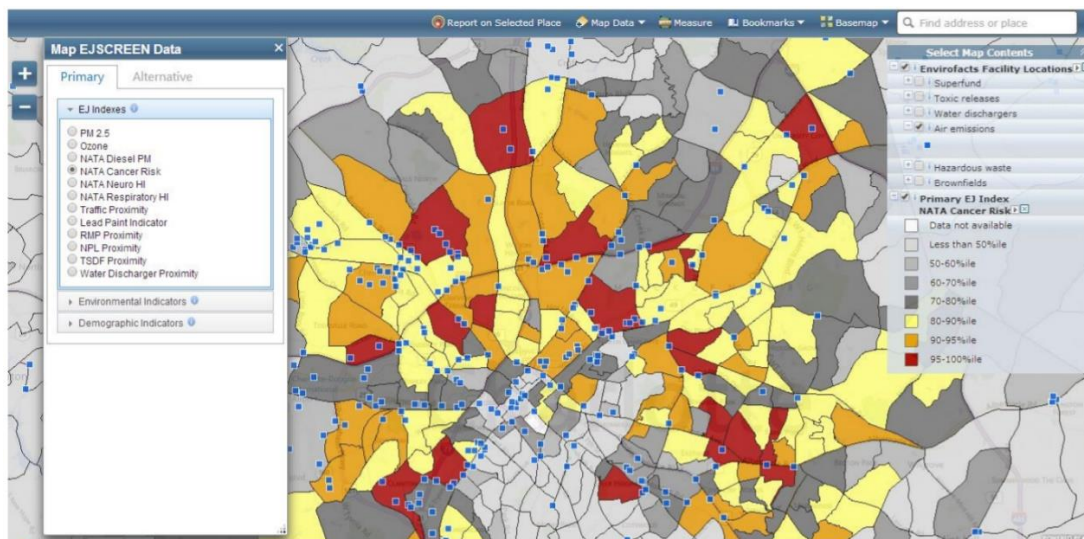 Report on Selected Place Map Data Measure Bookmarks Basemap Find address or place
Map EJSCREEN Data
Primary Alternative
EJ Indexes
PM 2.5
Ozone
NATA Diesel PM
NATA Cancer Risk
NATA Neuro HI
NATA Respiratory HI
Traffic Proximity
Lead Paint Indicator
RMP Proximity
NPL Proximity
TSDF Proximity
Water Discharger Proximity
Environmental Indicators
Demographic Indicators
Select Map Contents
Envirofacts Facility Locations
Superfund
Toxic releases
Water dischargers
Air emissions
Hazardous waste
Brownfields
Primary EJ Index
NATA Cancer Risk
Data not available
Less than 50%ile
50-60%ile
60-70%ile
70-80%ile
80-90%ile
90-95%ile
95-100%ile